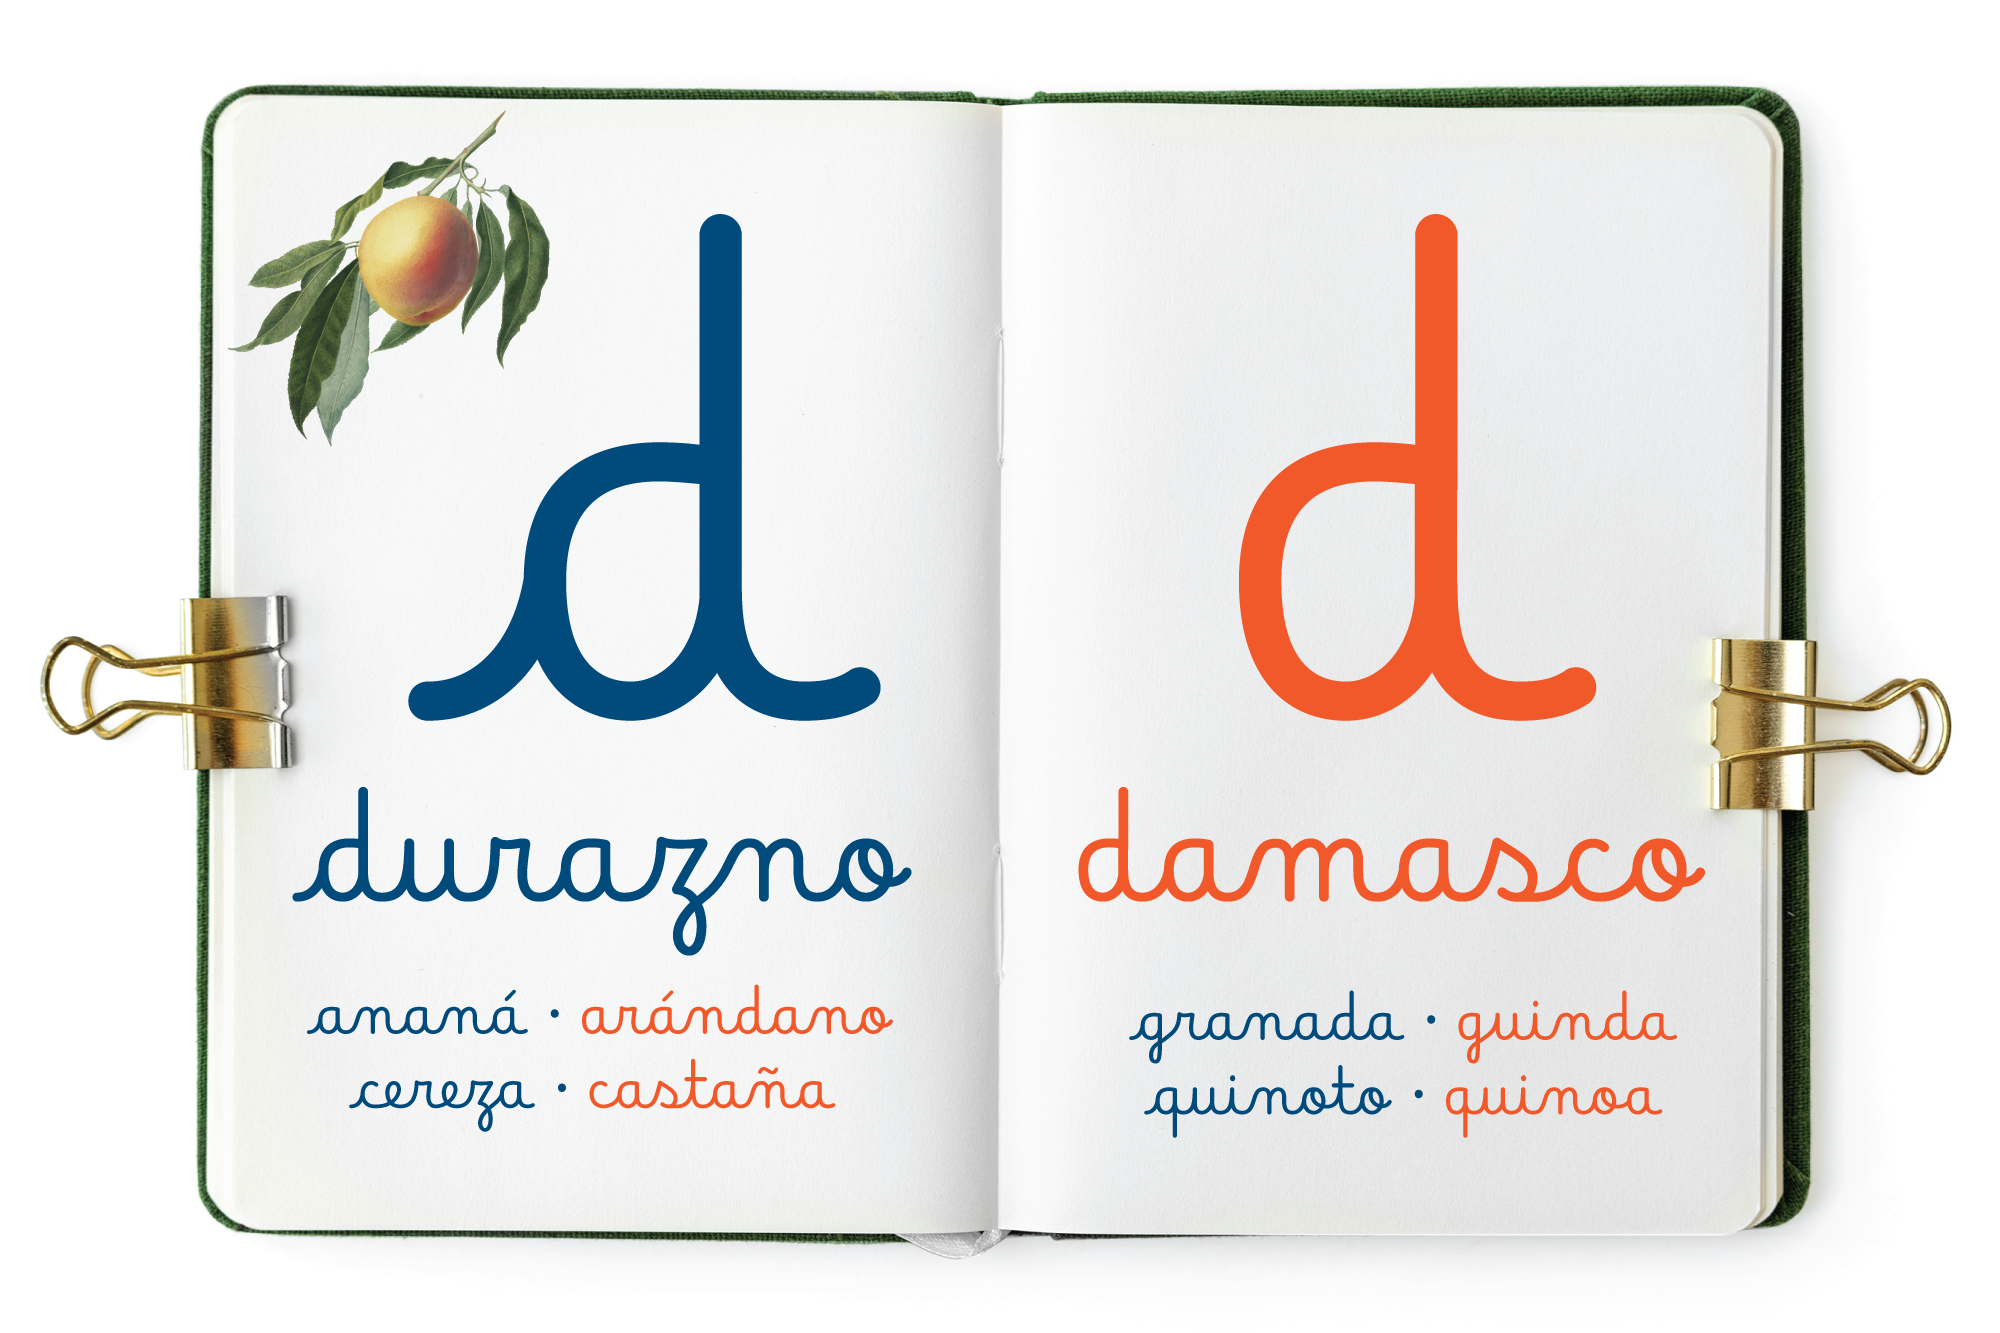 d
durazno
ananá · arándano
cereza · castaña
d
damasco
granada · guinda
quinoto · quinoa